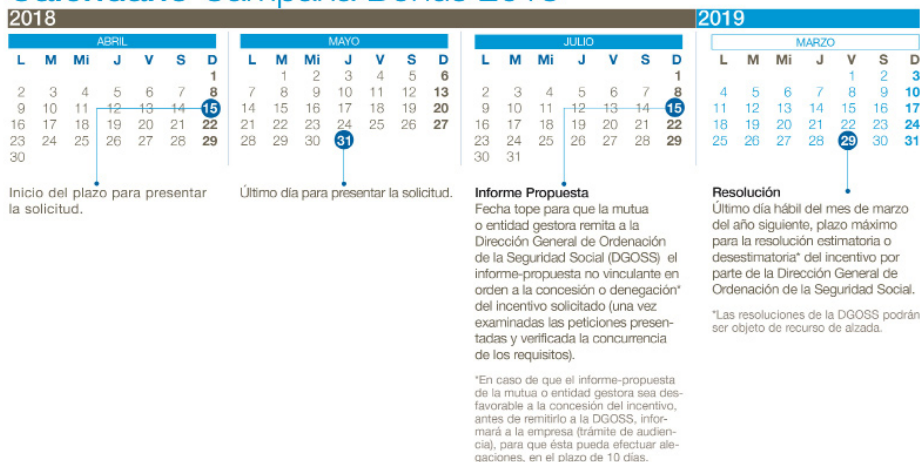 2018
ABRIL
L M Mi J V S D
1
2 3 4 5 6 7 8
9 10 11 12 13 14 15
16 17 18 19 20 21 22
23 24 25 26 27 28 29
30
Inicio del plazo para presentar
la solicitud.
MAYO
L M Mi J V S D
1 2 3 4 5 6
7 8 9 10 11 12 13
14 15 16 17 18 19 20
21 22 23 24 25 26 27
28 29 30 31
Último día para presentar la solicitud.
JULIO
L M Mi J V S D
1
2 3 4 5 6 7 8
9 10 11 12 13 14 15
16 17 18 19 20 21 22
23 24 25 26 27 28 29
30 31
Informe Propuesta
Fecha tope para que la mutua
o entidad gestora remita a la
Dirección General de Ordenación
de la Seguridad Social (DGOSS) el
informe-propuesta no vinculante en
orden a la concesión o denegación*
del incentivo solicitado (una vez
examinadas las peticiones presen-
tadas y verificada la concurrencia
de los requisitos).
*En caso de que el informe-propuesta
de la mutua o entidad gestora sea des-
favorable a la concesión del incentivo,
antes de remitirlo a la DGOSS, infor-
mará a la empresa (trámite de audien-
cia), para que ésta pueda efectuar ale-
gaciones, en el plazo de 10 días.
2019
MARZO
L M Mi J V S D
1 2 3
4 5 6 7 8 9 10
11 12 13 14 15 16 17
18 19 20 21 22 23 24
25 26 27 28 29 30 31
Resolución
Último día hábil del mes de marzo
del año siguiente, plazo máximo
para la resolución estimatoria o
desestimatoria* del incentivo por
parte de la Dirección General de
Ordenación de la Seguridad Social.
*Las resoluciones de la DGOSS podrán
ser objeto de recurso de alzada.